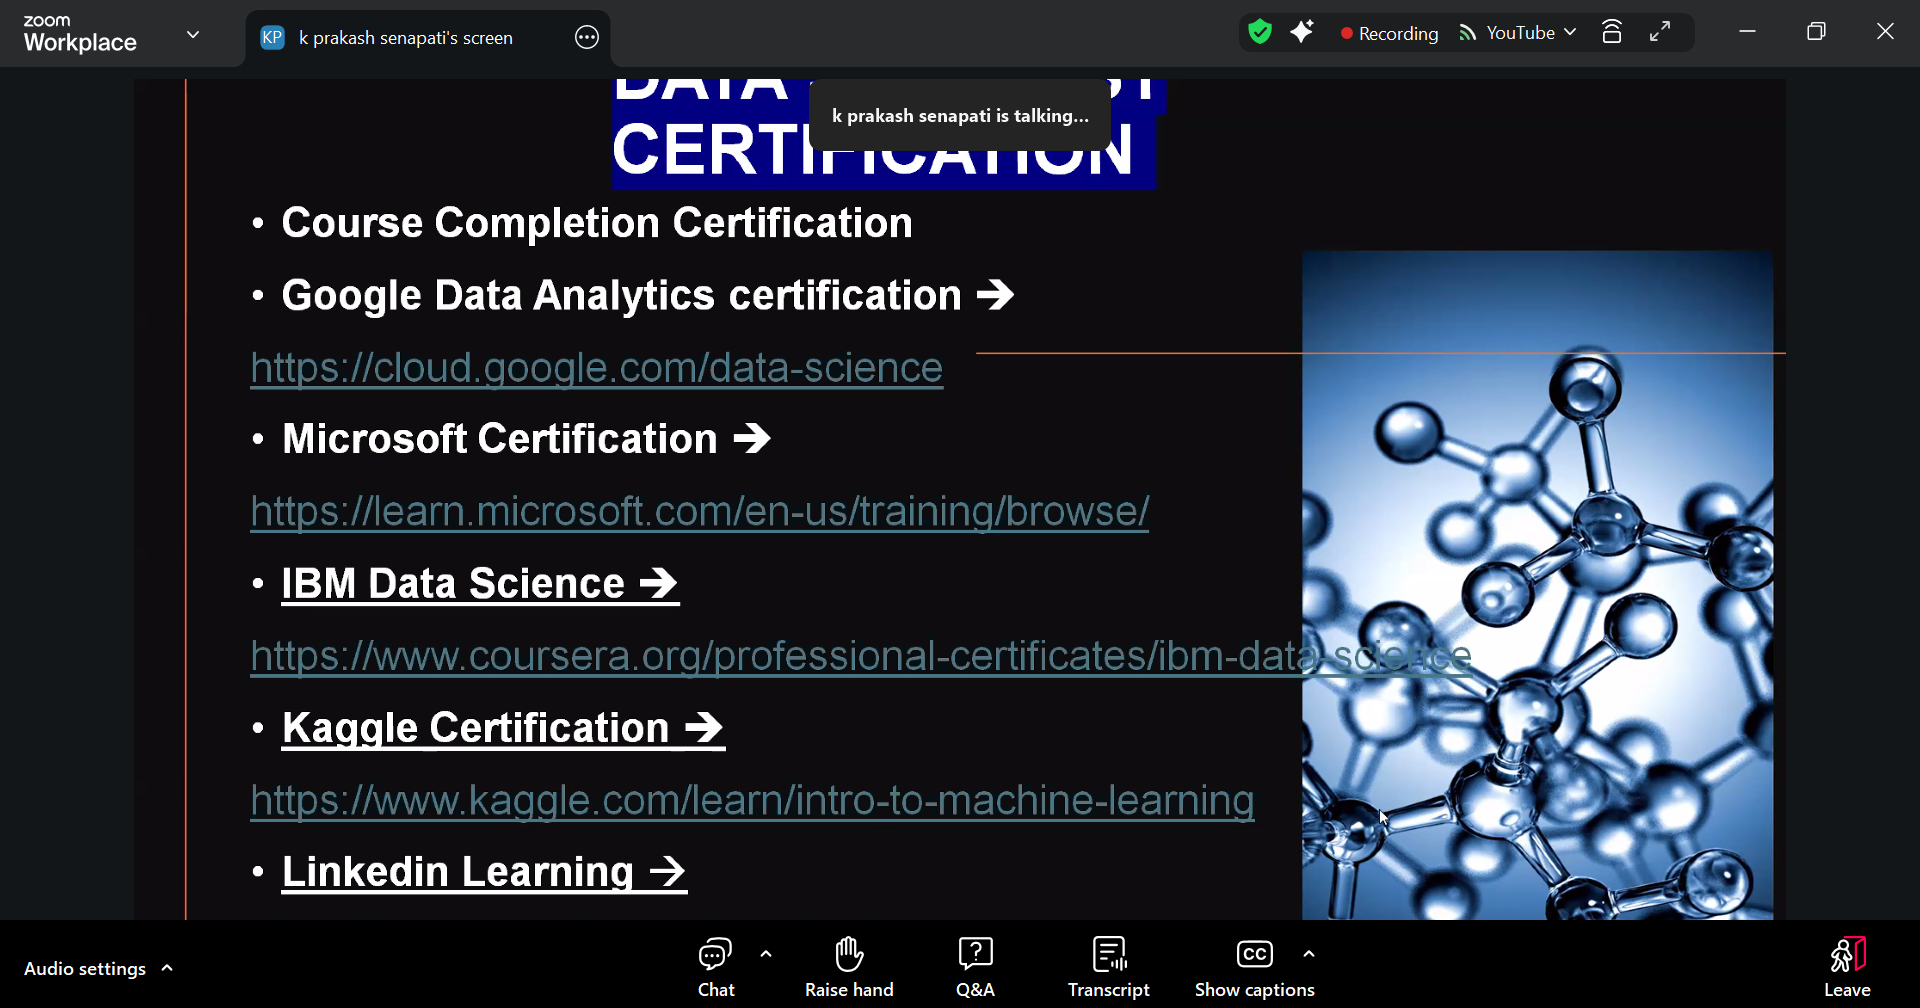 zoom
Workplace
KP k prakash senapati's screen
Recording
YouTube
DATA
k prakash senapati is talking...
CERTIFICATION
• Course Completion Certification
• Google Data Analytics certification →
https://cloud.google.com/data-science
• Microsoft Certification →
https://learn.microsoft.com/en-us/training/browse/
• IBM Data Science →
https://www.coursera.org/professional-certificates/ibm-data-science
• Kaggle Certification →
https://www.kaggle.com/learn/intro-to-machine-learning
• Linkedin Learning →
Audio settings
Chat
Raise hand
Q&A
Transcript
CC
Show captions
Leave